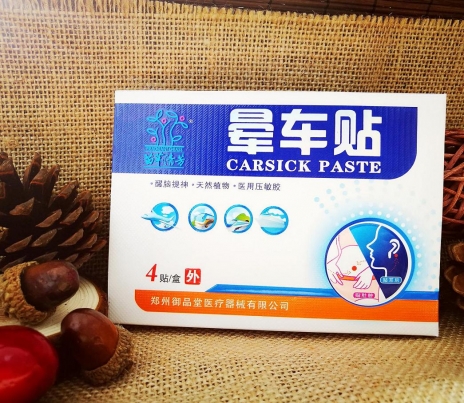 晕车贴
CARSICK PASTE
•醒脑提神•天然植物•医用压敏胶
4贴/盒 外
郑州御品堂医疗器械有限公司